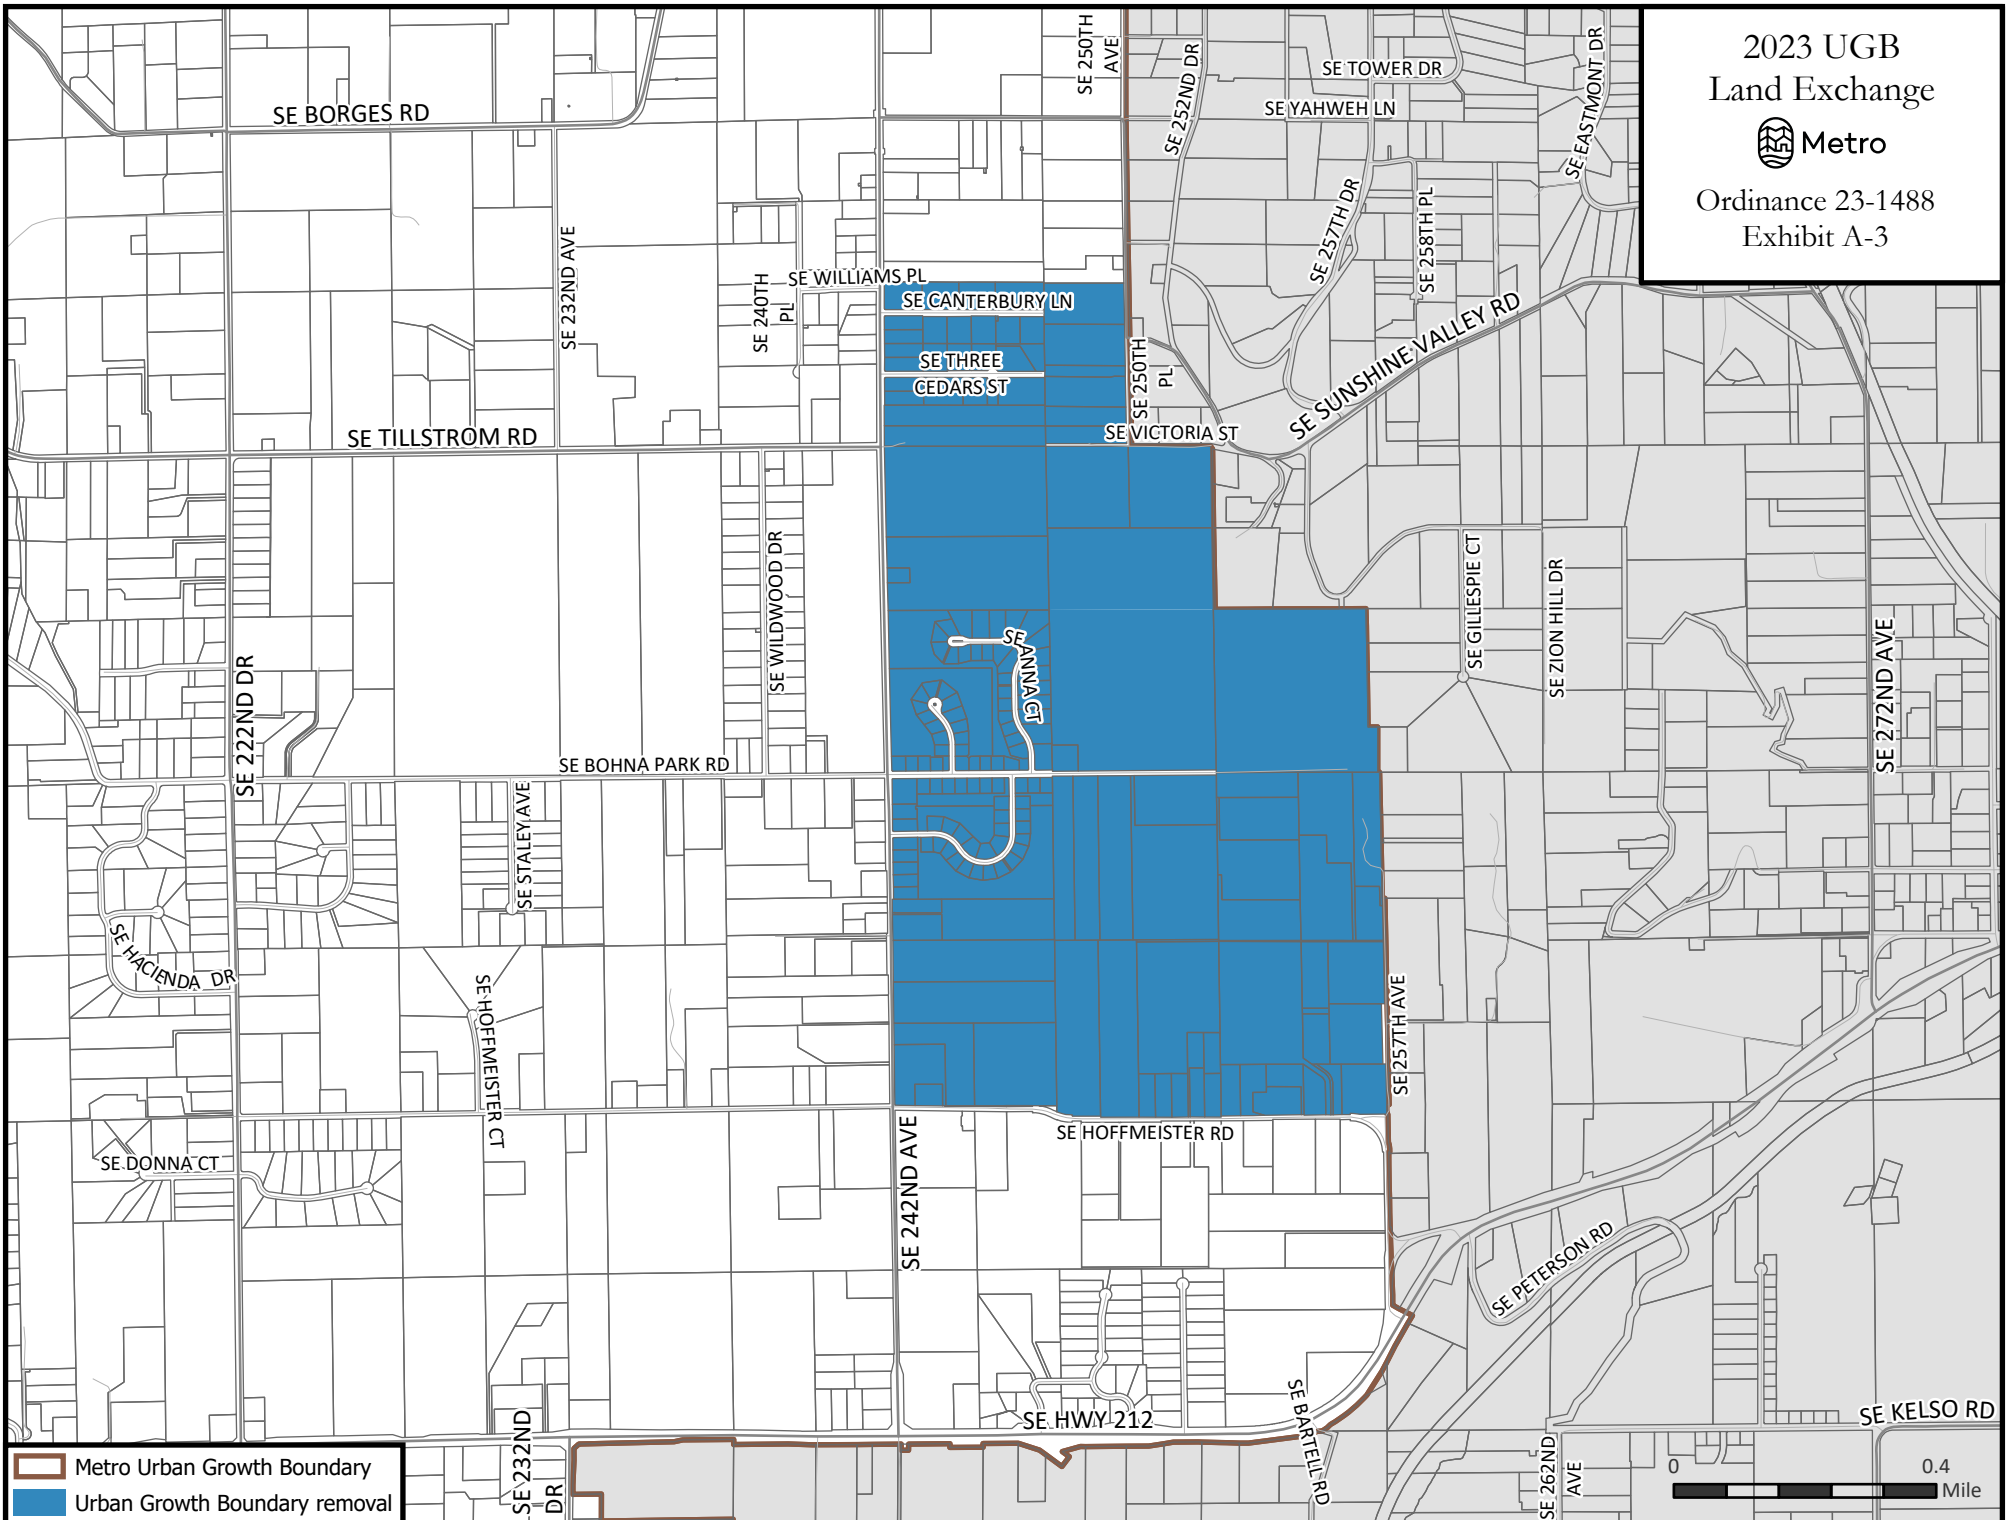 2023 UGB
Land Exchange
Metro
Ordinance 23-1488
Exhibit A-3
SE 250TH
AVE
SE 252ND DR
SE TOWER DR
SE YAHWEH LN
SE EASTMONT DR
SE BORGES RD
SE 257TH DR
SE 258TH PL
SE 232ND AVE
SE 240TH
PL
SE WILLIAMS PL
SE CANTERBURY LN
SE THREE
CEDARS ST
SE 250TH
PL
SE SUNSHINE VALLEY RD
SE TILLSTROM RD
SE VICTORIA ST
SE WILDWOOD DR
SE GILLESPIE CT
SE ZION HILL DR
SE 272ND AVE
SE ANNA CT
SE 222ND DR
SE BOHNA PARK RD
SE STALEY AVE
SE HACIENDA DR
SE HOFFMEISTER CT
SE 257TH AVE
SE HOFFMEISTER RD
SE DONNA CT
SE 242ND AVE
SE PETERSON RD
SE HWY 212
SE BARTELL RD
SE KELSO RD
SE 232ND
DR
SE 262ND
AVE
Metro Urban Growth Boundary
Urban Growth Boundary removal
0 0.4
Mile